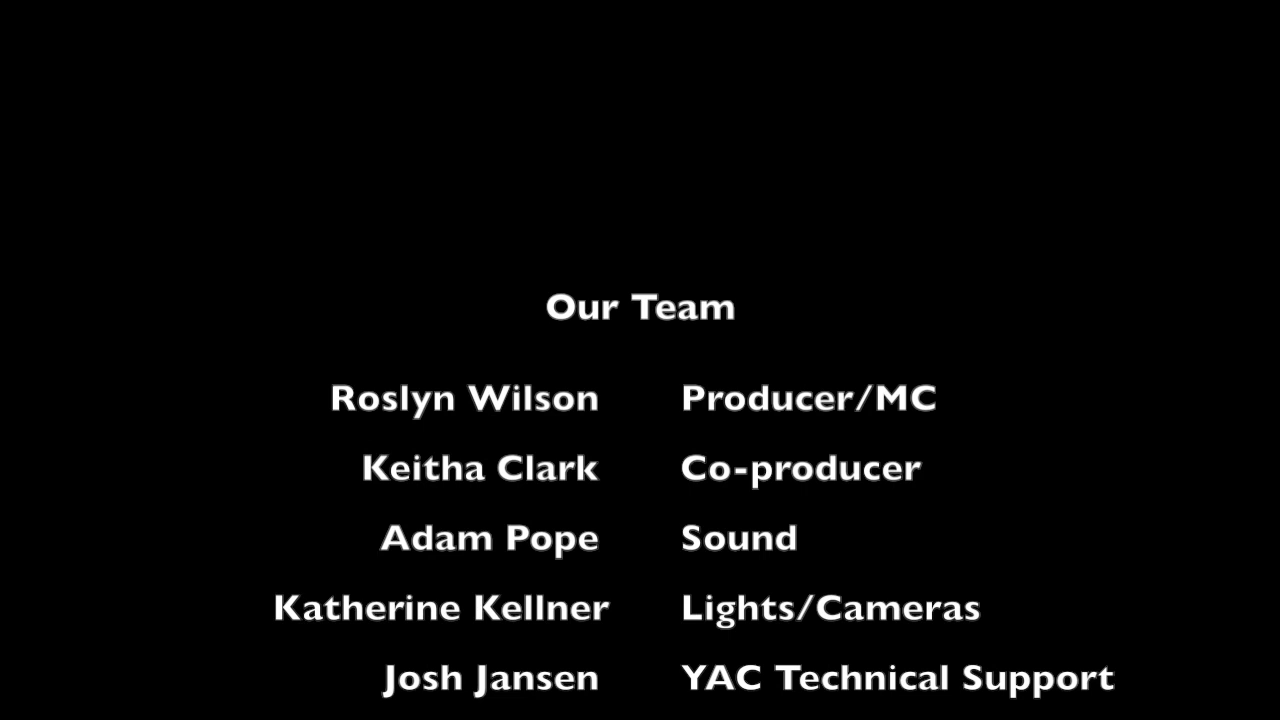 Our Team
Roslyn Wilson Producer/MC
Keitha Clark Co-producer
Adam Pope Sound
Katherine Kellner Lights/Cameras
Josh Jansen YAC Technical Support